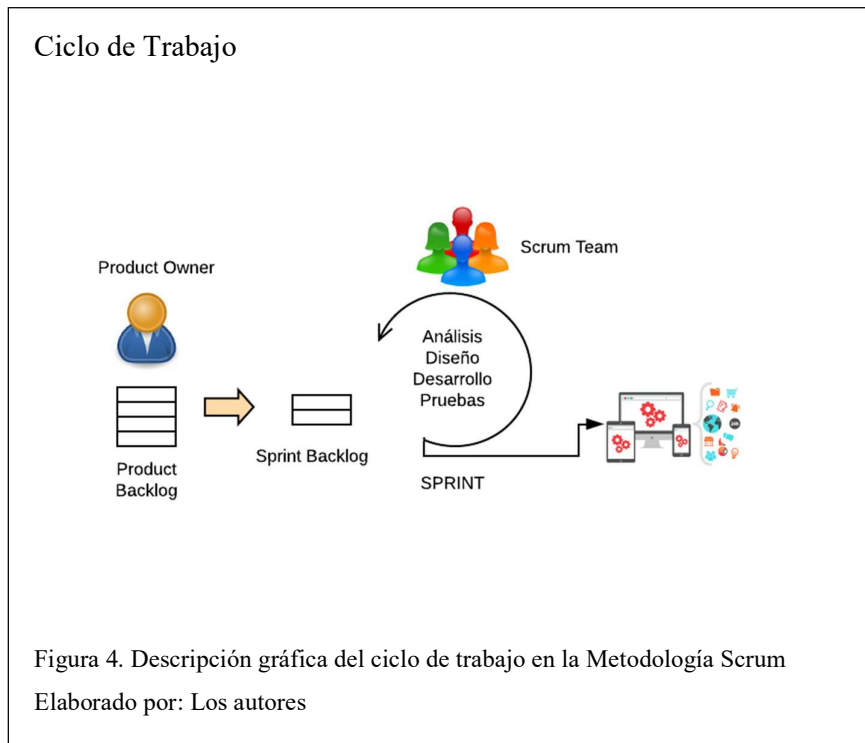 Ciclo de Trabajo
Scrum Team
Product Owner
Análisis
Diseño
Desarrollo
Pruebas
Sprint Backlog
Product
Backlog
SPRINT
Figura 4. Descripción gráfica del ciclo de trabajo en la Metodología Scrum
Elaborado por: Los autores